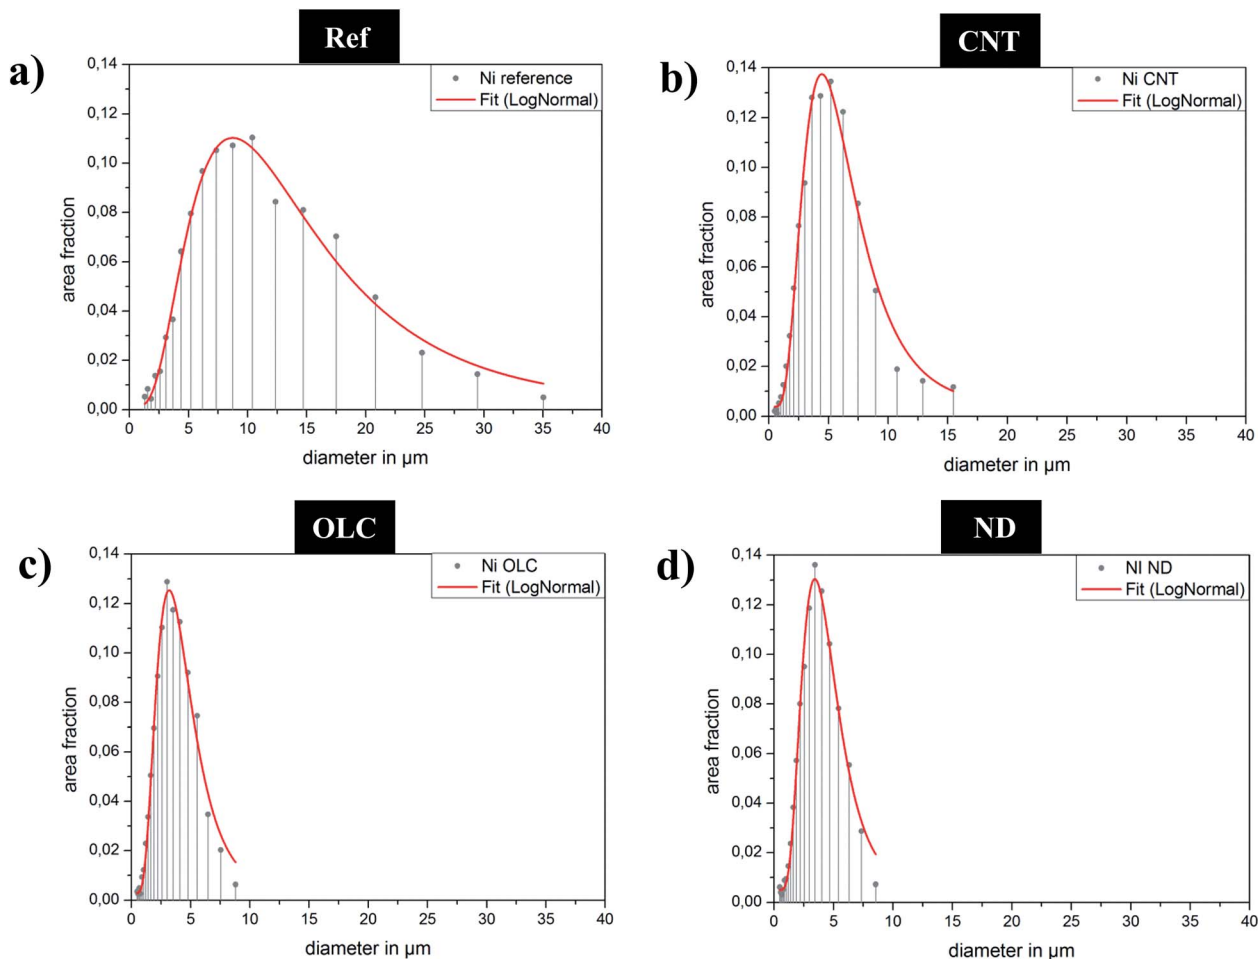 Ref
a)
0,14
0,12
0,10
0,08
0,06
0,04
0,02
0,00
area fraction
Ni reference
Fit (LogNormal)
0 5 10 15 20 25 30 35 40
diameter in µm
CNT
b)
0,14
0,12
0,10
0,08
0,06
0,04
0,02
0,00
area fraction
Ni CNT
Fit (LogNormal)
0 5 10 15 20 25 30 35 40
diameter in µm
OLC
c)
0,14
0,12
0,10
0,08
0,06
0,04
0,02
0,00
area fraction
Ni OLC
Fit (LogNormal)
0 5 10 15 20 25 30 35 40
diameter in µm
ND
d)
0,14
0,12
0,10
0,08
0,06
0,04
0,02
0,00
area fraction
NI ND
Fit (LogNormal)
0 5 10 15 20 25 30 35 40
diameter in µm